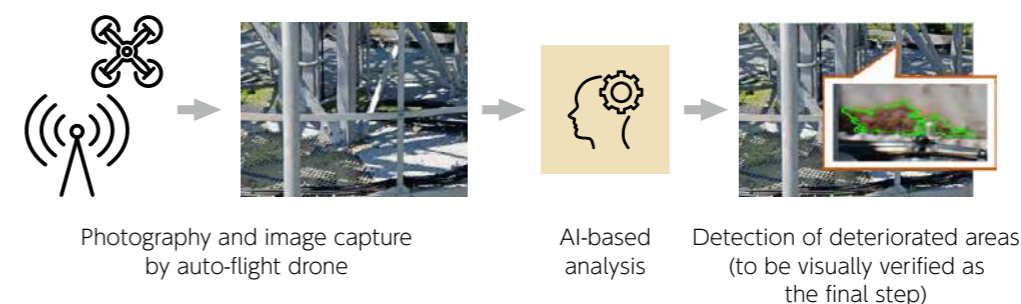 Photography and image capture
by auto-flight drone
AI-based
analysis
Detection of deteriorated areas
(to be visually verified as
the final step)